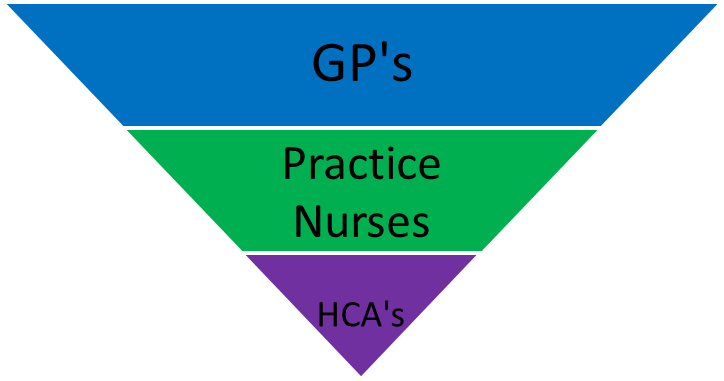 GP's
Practice
Nurses
HCA's